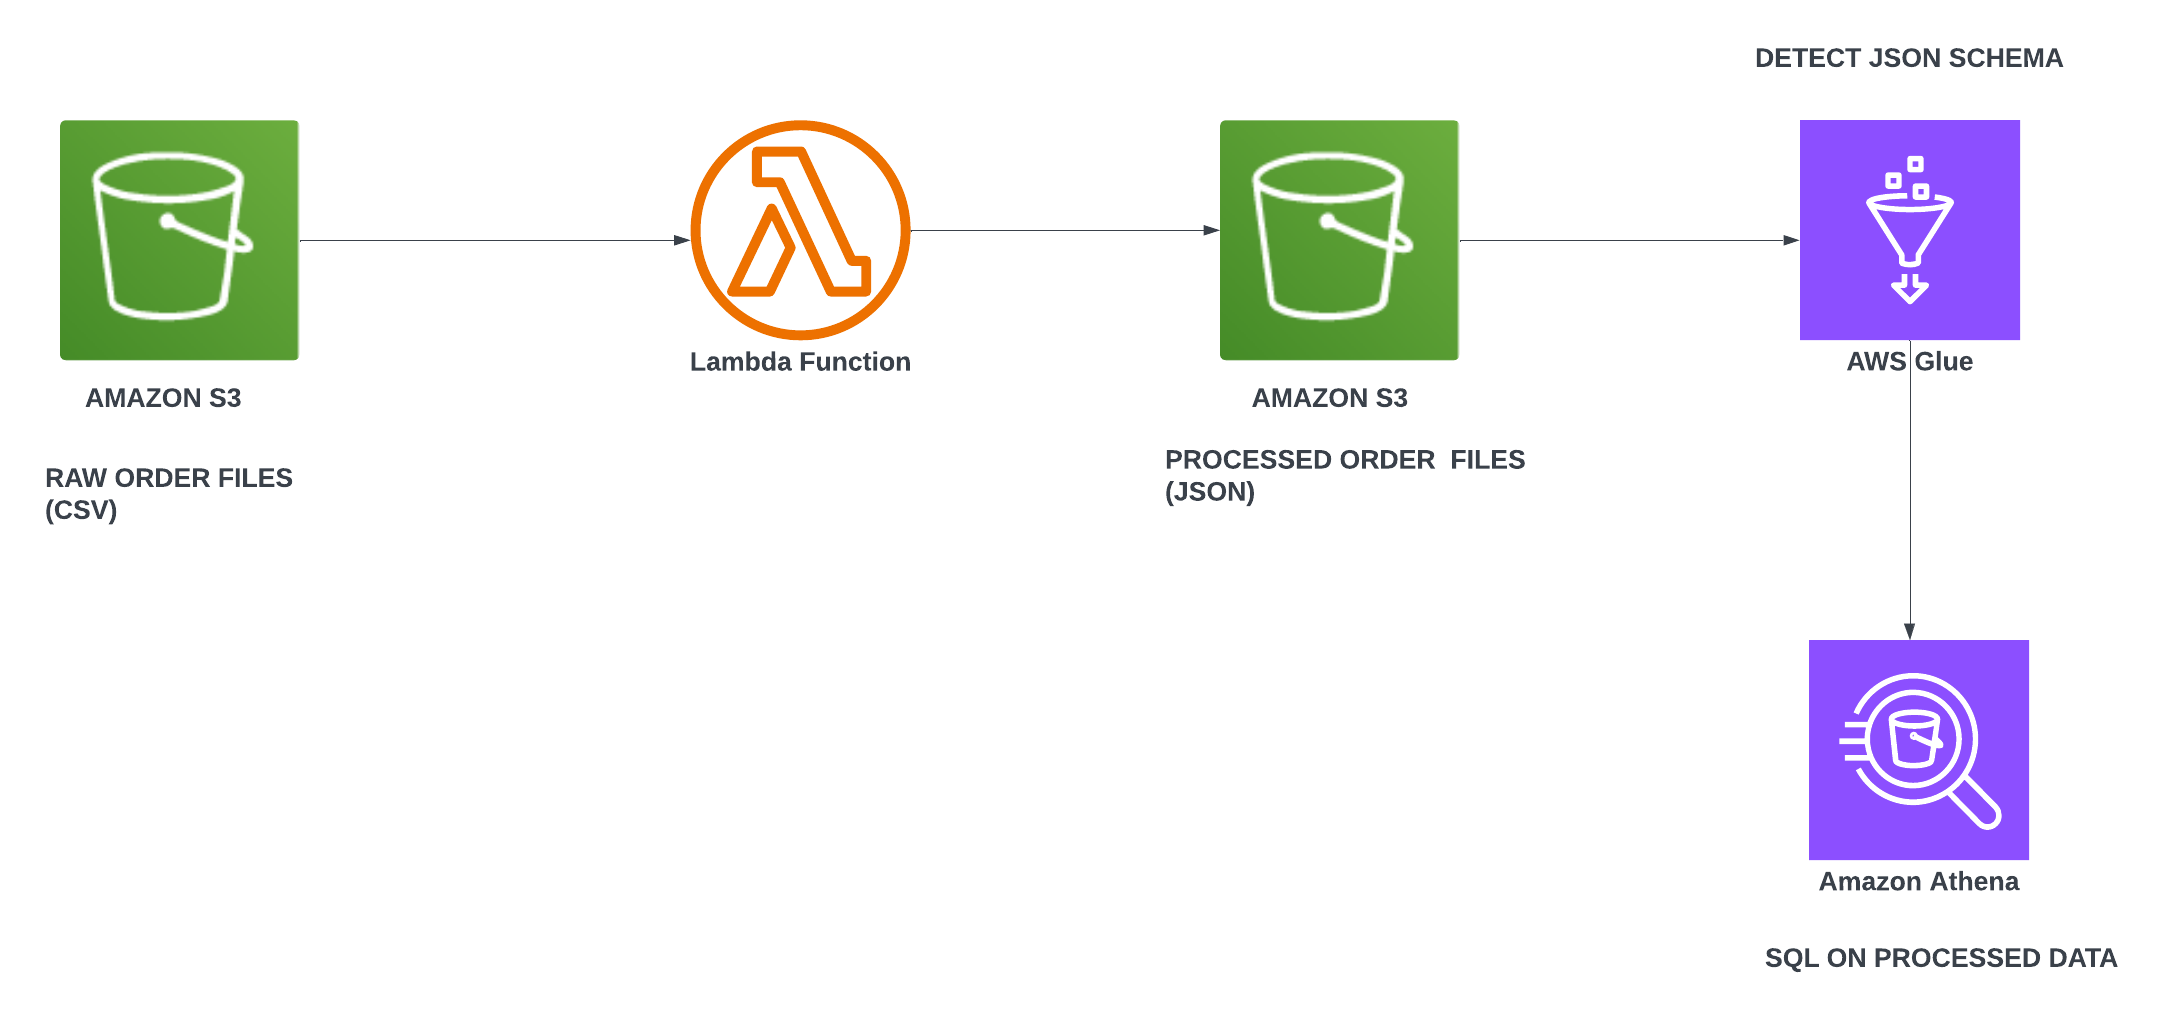 DETECT JSON SCHEMA
Lambda Function
AWS Glue
AMAZON S3
AMAZON S3
RAW ORDER FILES
(CSV)
PROCESSED ORDER  FILES
(JSON)
Amazon Athena
SQL ON PROCESSED DATA